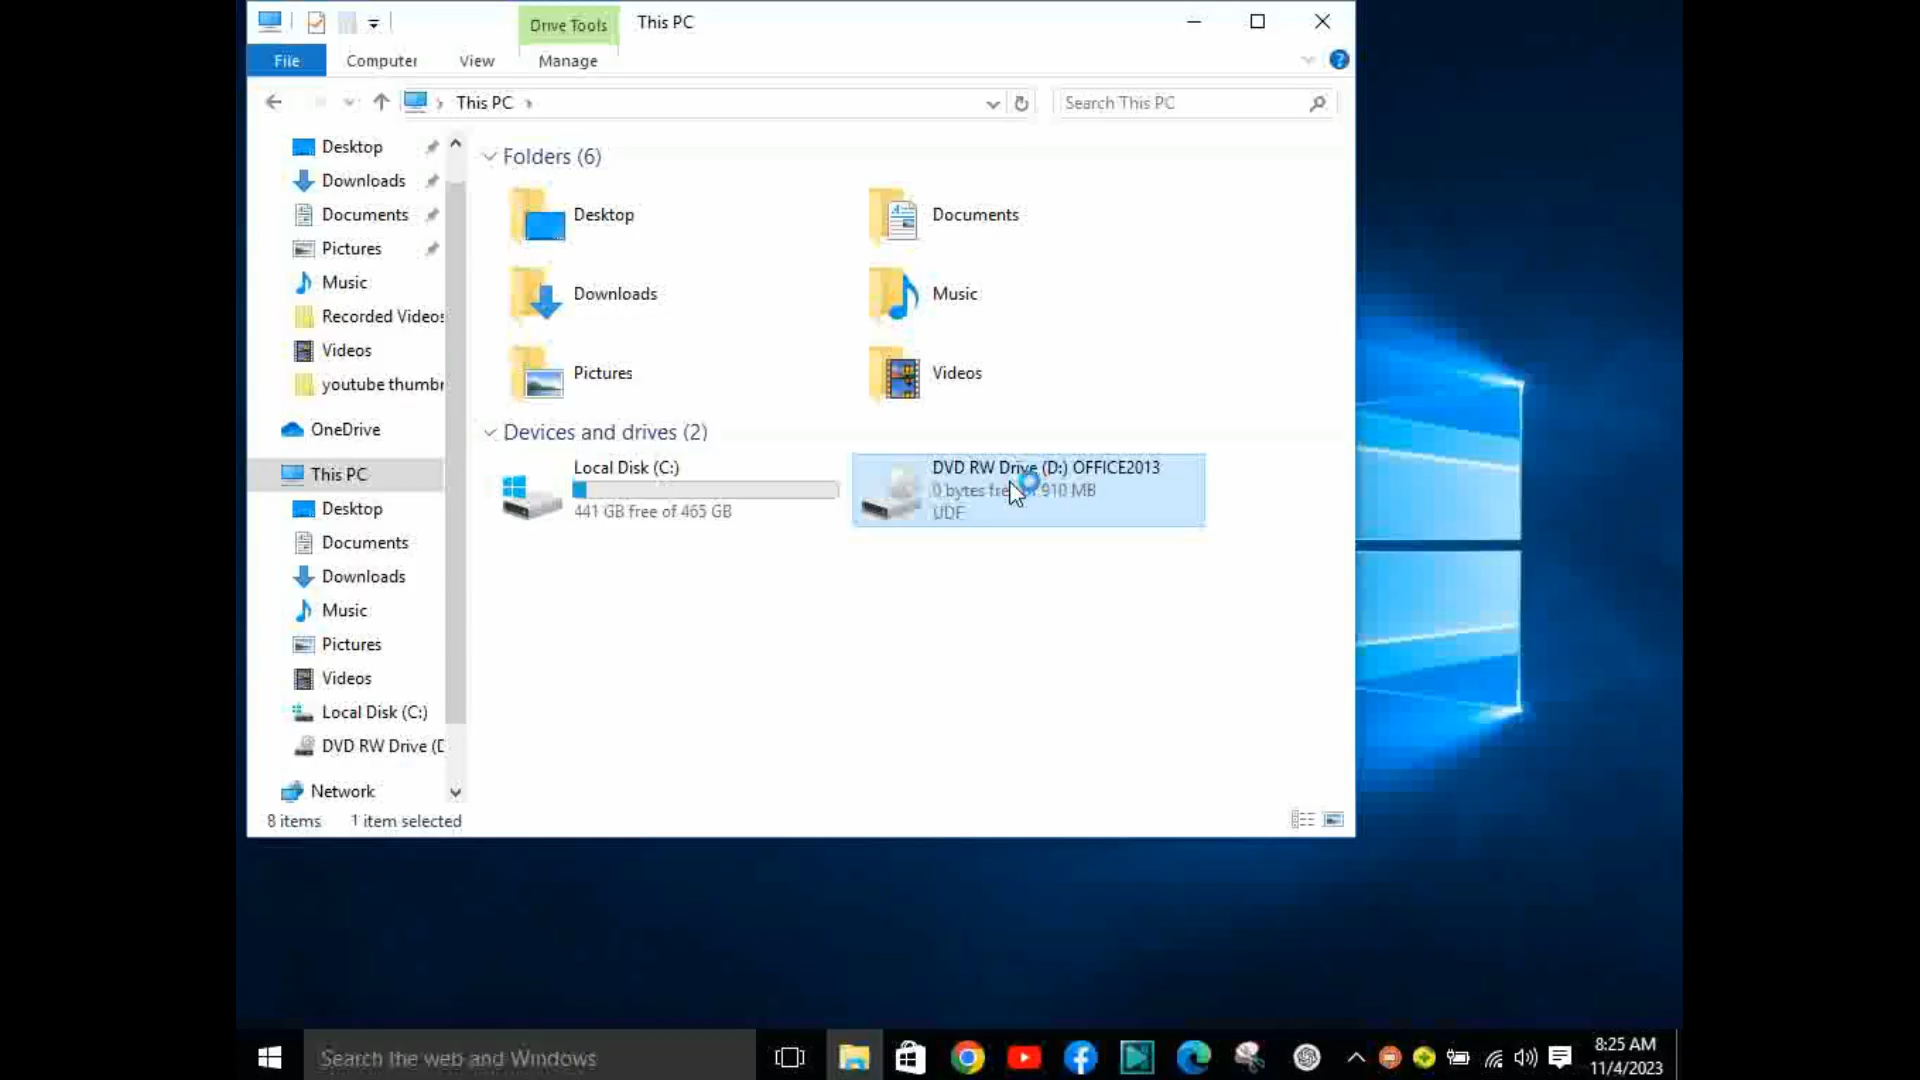 Drive Tools
This PC
File
Computer
View
Manage
This PC
Search This PC
Desktop
Downloads
Documents
Pictures
Music
Recorded Videos
Videos
youtube thumbn
OneDrive
This PC
Desktop
Documents
Downloads
Music
Pictures
Videos
Local Disk (C:)
DVD RW Drive (D
Network
Folders (6)
Desktop
Documents
Downloads
Music
Pictures
Videos
Devices and drives (2)
Local Disk (C:)
441 GB free of 465 GB
DVD RW Drive (D:) OFFICE2013
0 bytes free of 910 MB
UDF
8 items
1 item selected
Search the web and Windows
8:25 AM
11/4/2023